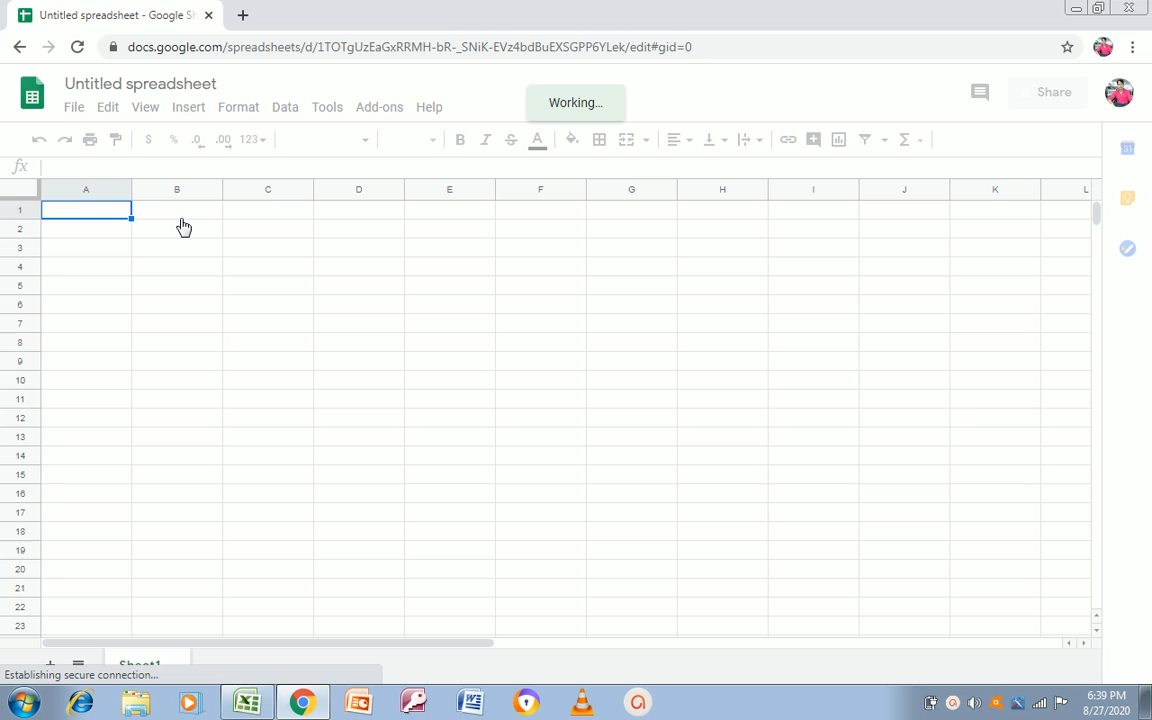 Untitled spreadsheet - Google Sh
docs.google.com/spreadsheets/d/1TOTgUzEaGxRRMH-bR-_SNiK-EVz4bdBuEXSGPP6YLek/edit#gid=0
Untitled spreadsheet
File Edit View Insert Format Data Tools Add-ons Help
Working...
Share
$ % .0 .00 123
B I S A
fx
A B C D E F G H I J K L
1
2
3
4
5
6
7
8
9
10
11
12
13
14
15
16
17
18
19
20
21
22
23
Sheet1
Establishing secure connection...
6:39 PM
8/27/2020